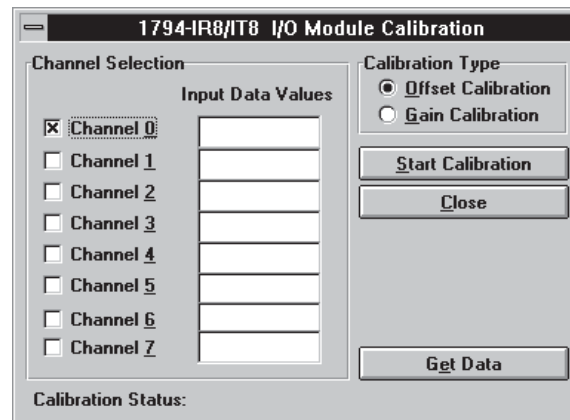 1794-IR8/IT8 I/O Module Calibration
Channel Selection
Input Data Values
Channel 0
Channel 1
Channel 2
Channel 3
Channel 4
Channel 5
Channel 6
Channel 7
Calibration Type
Offset Calibration
Gain Calibration
Start Calibration
Close
Get Data
Calibration Status: